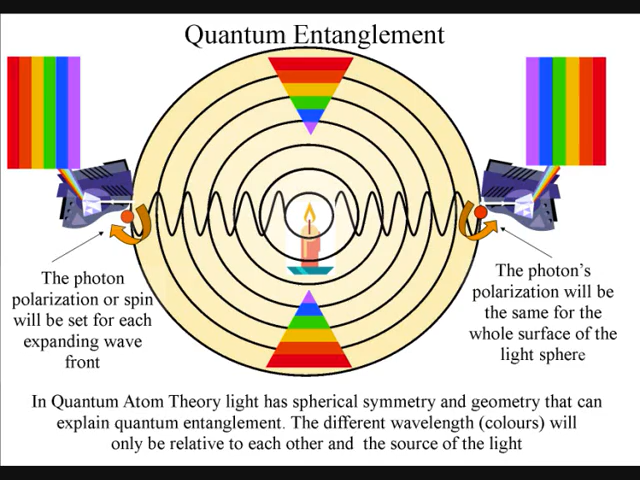 Quantum Entanglement
The photon
polarization or spin
will be set for each
expanding wave
front
The photon's
polarization will be
the same for the
whole surface of the
light sphere
In Quantum Atom Theory light has spherical symmetry and geometry that can
explain quantum entanglement. The different wavelength (colours) will
only be relative to each other and the source of the light